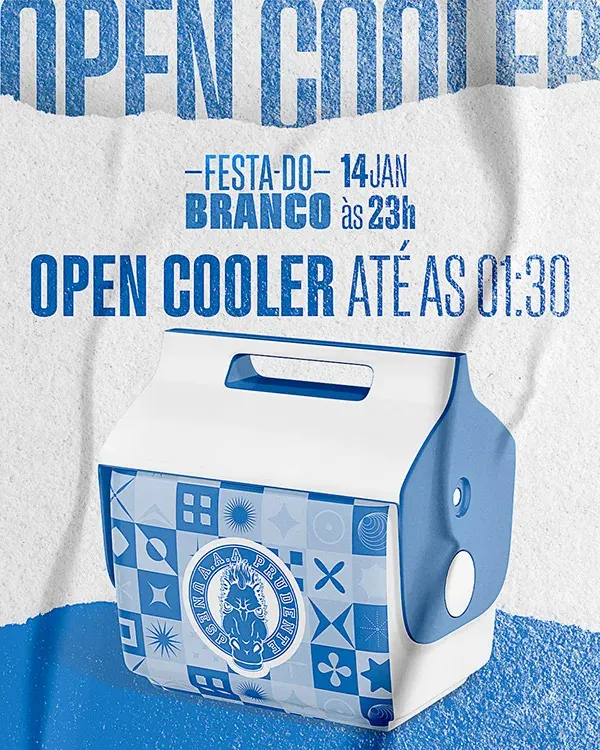 OPEN COOLER
FESTA-DO
BRANCO
14 JAN
às 23h
OPEN COOLER ATÉ AS 01:30
A.A.A. PRUDENTE
UNESP